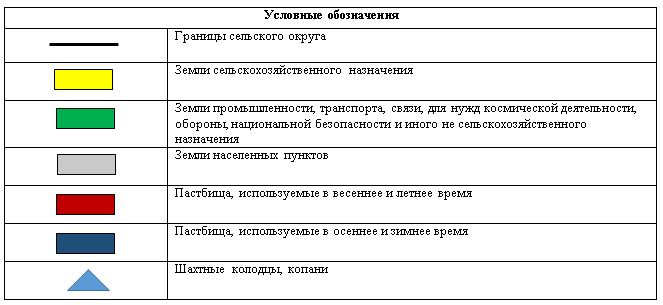 Условные обозначения
Границы сельского округа
Земли сельскохозяйственного назначения
Земли промышленности, транспорта, связи, для нужд космической деятельности,
обороны, национальной безопасности и иного не сельскохозяйственного
назначения
Земли населенных пунктов
Пастбища, используемые в весеннее и летнее время
Пастбища, используемые в осеннее и зимнее время
Шахтные колодцы, копани